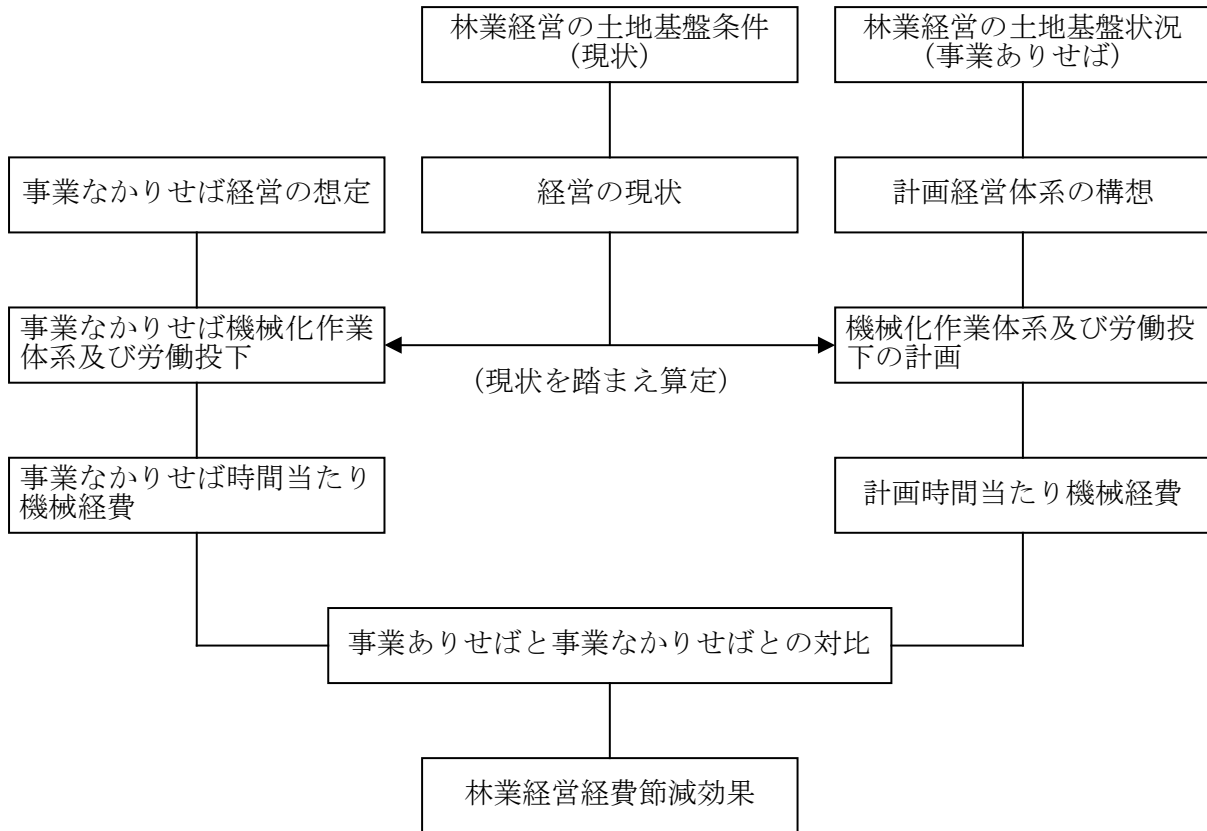 林業経営の土地基盤条件
(現状)
林業経営の土地基盤状況
(事業ありせば)
事業なかりせば経営の想定
経営の現状
計画経営体系の構想
事業なかりせば機械化作業
体系及び労働投下
(現状を踏まえ算定)
機械化作業体系及び労働投
下の計画
事業なかりせば時間当たり
機械経費
計画時間当たり機械経費
事業ありせばと事業なかりせばとの対比
林業経営経費節減効果